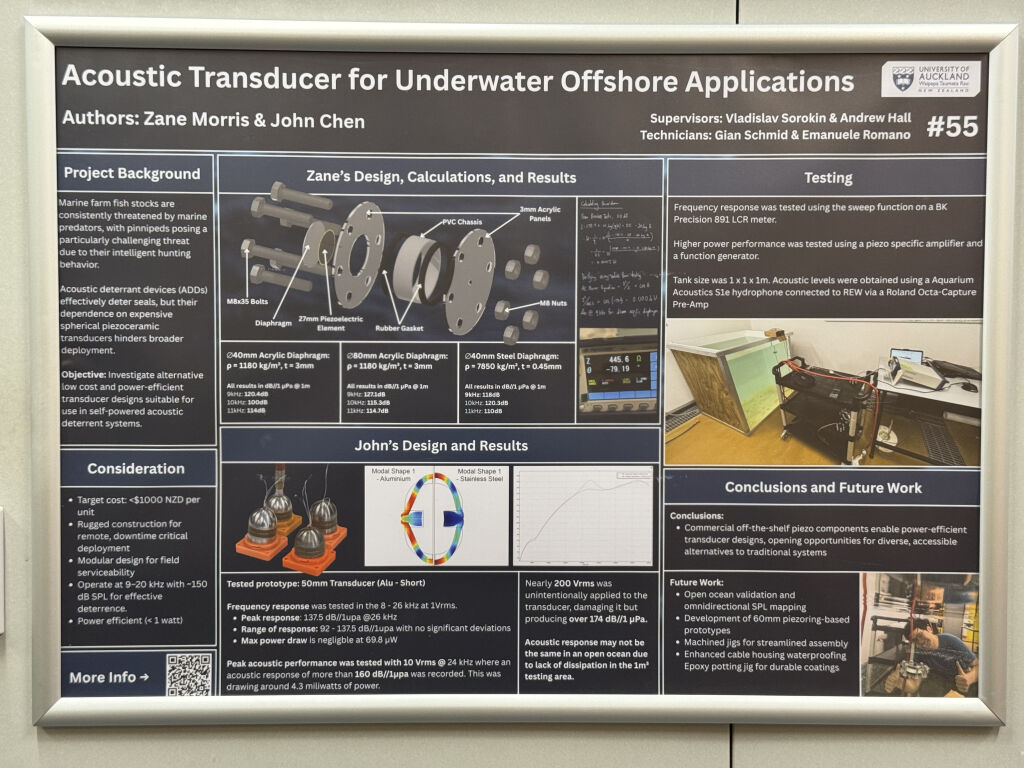 Acoustic Transducer for Underwater Offshore Applications
UNIVERSITY OF
AUCKLAND
Waipapa Taumata Rau
NEW ZEALAND
Authors: Zane Morris & John Chen
Supervisors: Vladislav Sorokin & Andrew Hall
Technicians: Gian Schmid & Emanuele Romano
#55
Project Background
Marine farm fish stocks are
consistently threatened by marine
predators, with pinnipeds posing a
particularly challenging threat
due to their intelligent hunting
behavior.
Acoustic deterrant devices (ADDs)
effectively deter seals, but their
dependence on expensive
spherical piezoceramic
transducers hinders broader
deployment.
Objective: Investigate alternative
low cost and power-efficient
transducer designs suitable for
use in self-powered acoustic
deterrent systems.
Consideration
• Target cost: <$1000 NZD per
unit
• Rugged construction for
remote, downtime critical
deployment
• Modular design for field
serviceability
• Operate at 9-20 kHz with ~150
dB SPL for effective
deterrence.
• Power efficient (< 1 watt)
More Info →
Zane's Design, Calculations, and Results
3mm Acrylic
Panels
PVC Chassis
M8x35 Bolts
Diaphragm
27mm Piezoelectric
Element
Rubber Gasket
M8 Nuts
Z 445.6 Ω
θ -79.19
∅40mm Acrylic Diaphragm:
ρ = 1180 kg/m³, t = 3mm
All results in dB//1 μPa @ 1m
9kHz: 120.4dB
10kHz: 100dB
11kHz: 114dB
∅80mm Acrylic Diaphragm:
ρ = 1180 kg/m³, t = 3mm
All results in dB//1 μPa @ 1m
9kHz: 127.1dB
10kHz: 115.3dB
11kHz: 114.7dB
∅40mm Steel Diaphragm:
ρ = 7850 kg/m³, t = 0.45mm
All results in dB//1 μPa @ 1m
9kHz: 116dB
10kHz: 120.3dB
11kHz: 110dB
John's Design and Results
Modal Shape 1
- Aluminium
Modal Shape 1
- Stainless Steel
Tested prototype: 50mm Transducer (Alu - Short)
Frequency response was tested in the 8 - 26 kHz at 1Vrms.
• Peak response: 137.5 dB//1upa @26 kHz
• Range of response: 92 - 137.5 dB//1upa with no significant deviations
• Max power draw is neglgible at 69.8 μW
Peak acoustic performance was tested with 10 Vrms @ 24 kHz where an
acoustic response of more than 160 dB//1μpa was recorded. This was
drawing around 4.3 miliwatts of power.
Nearly 200 Vrms was
unintentionally applied to the
transducer, damaging it but
producing over 174 dB//1 μPa.
Acoustic response may not be
the same in an open ocean due
to lack of dissipation in the 1m³
testing area.
Testing
Frequency response was tested using the sweep function on a BK
Precision 891 LCR meter.
Higher power performance was tested using a piezo specific amplifier and
a function generator.
Tank size was 1 x 1 x 1m. Acoustic levels were obtained using a Aquarium
Acoustics S1e hydrophone connected to REW via a Roland Octa-Capture
Pre-Amp
Conclusions and Future Work
Conclusions:
• Commercial off-the-shelf piezo components enable power-efficient
transducer designs, opening opportunities for diverse, accessible
alternatives to traditional systems
Future Work:
• Open ocean validation and
omnidirectional SPL mapping
• Development of 60mm piezoring-based
prototypes
• Machined jigs for streamlined assembly
• Enhanced cable housing waterproofing
Epoxy potting jig for durable coatings